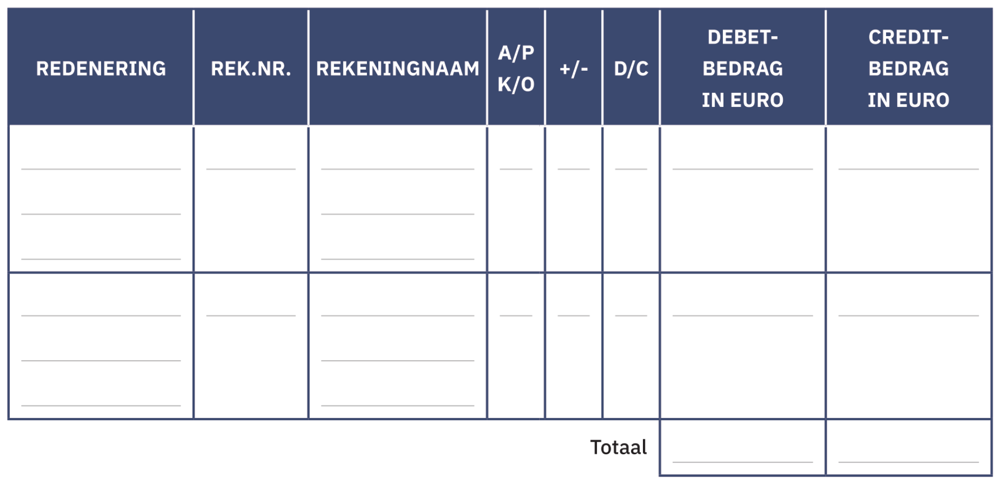 REDENERING
REK.NR.
REKENINGNAAM
A/P
K/O
+/-
D/C
DEBET-
BEDRAG
IN EURO
CREDIT-
BEDRAG
IN EURO
Totaal